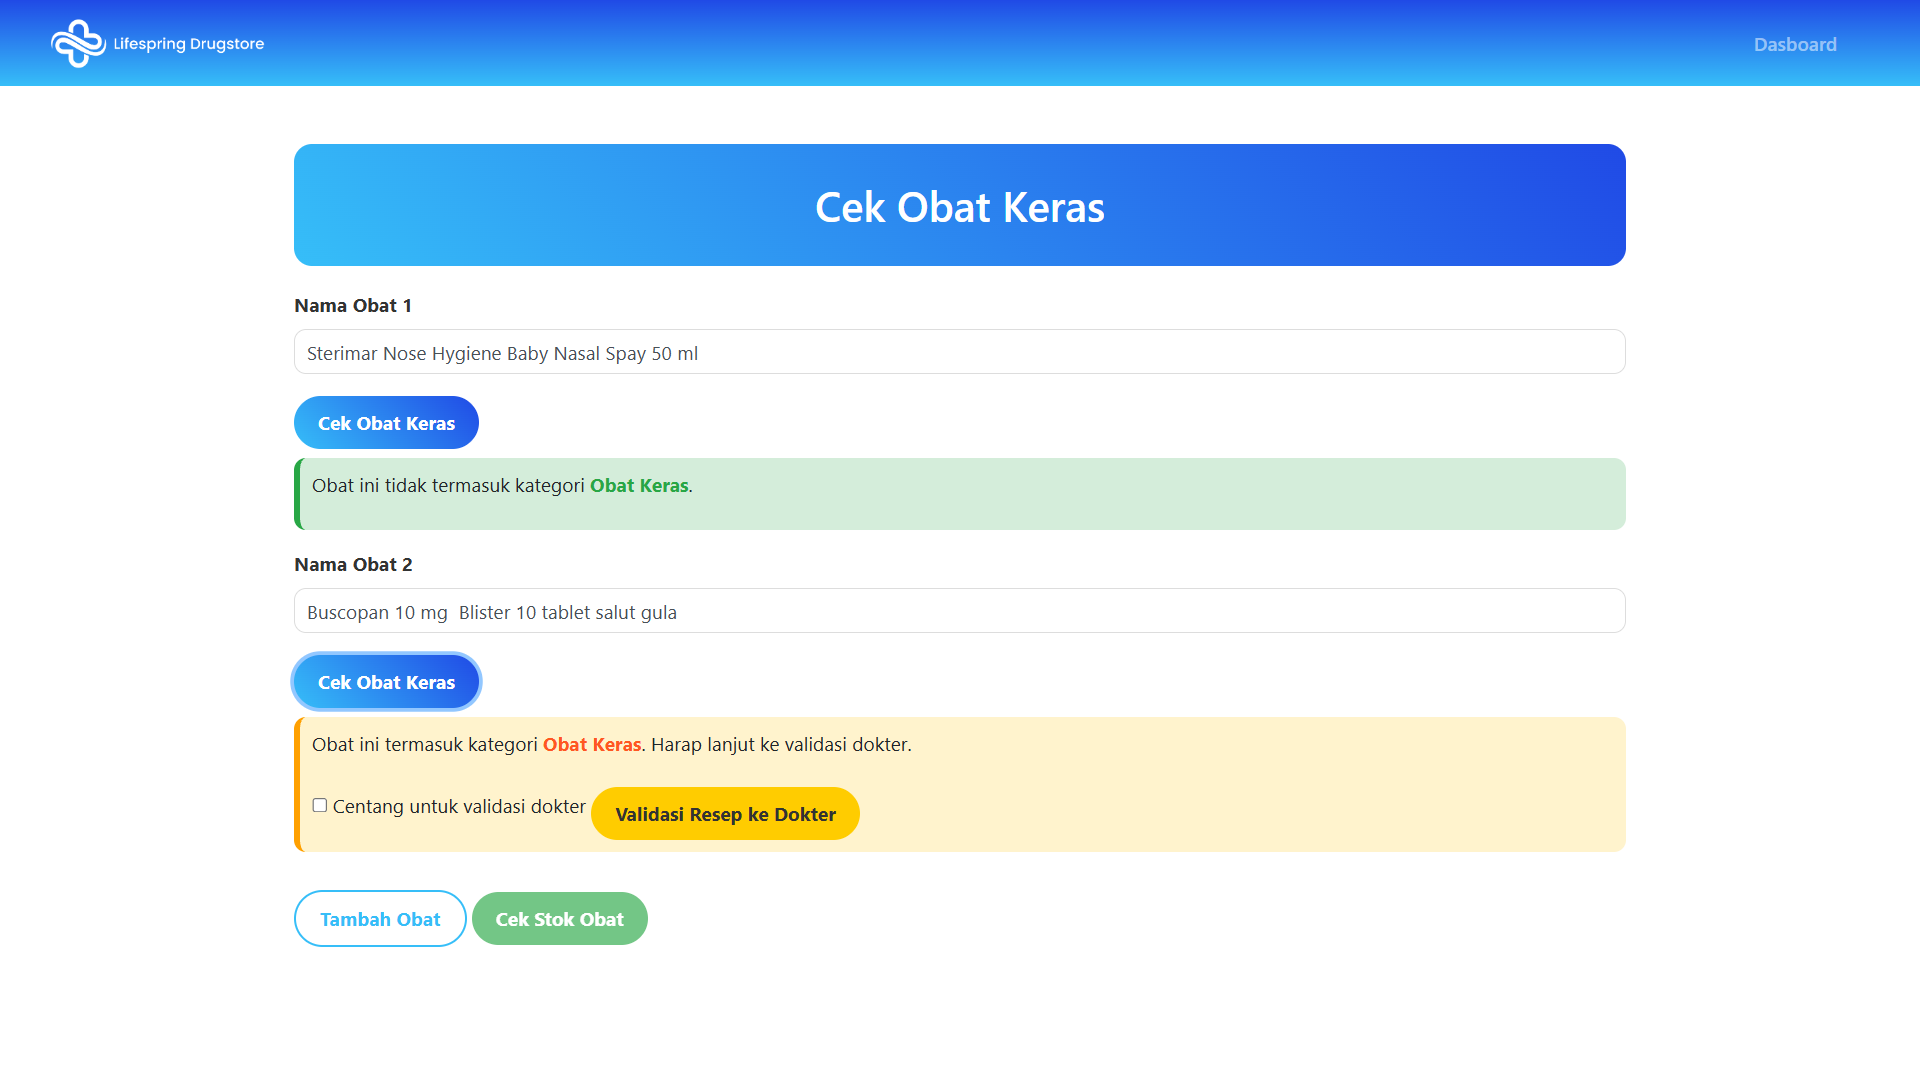 Lifespring Drugstore
Dasboard
Cek Obat Keras
Nama Obat 1
Sterimar Nose Hygiene Baby Nasal Spay 50 ml
Cek Obat Keras
Obat ini tidak termasuk kategori Obat Keras.
Nama Obat 2
Buscopan 10 mg  Blister 10 tablet salut gula
Cek Obat Keras
Obat ini termasuk kategori Obat Keras. Harap lanjut ke validasi dokter.
Centang untuk validasi dokter Validasi Resep ke Dokter
Tambah Obat Cek Stok Obat